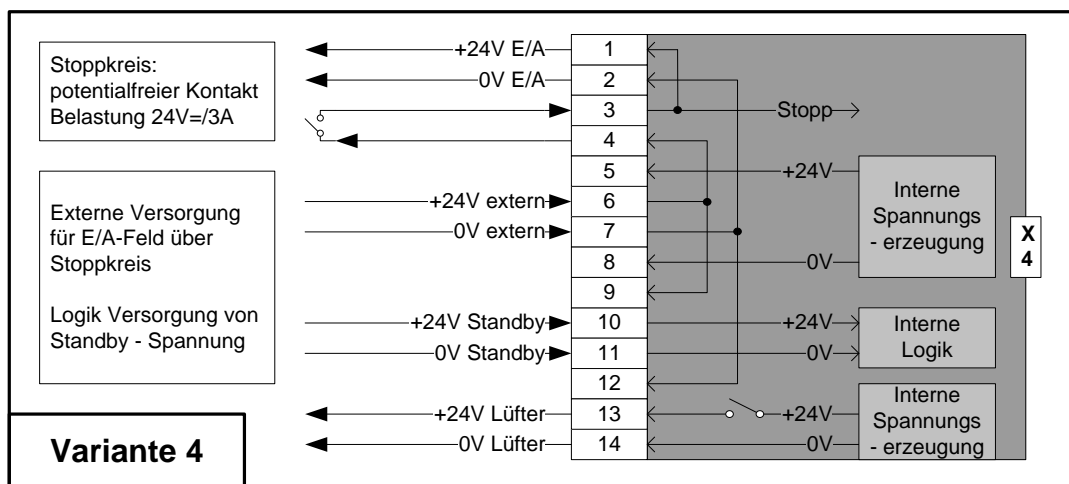 Stoppkreis:
potentialfreier Kontakt
Belastung 24V=/3A
Externe Versorgung
für E/A-Feld über
Stoppkreis
Logik Versorgung von
Standby - Spannung
Variante 4
+24V E/A
0V E/A
+24V extern
0V extern
+24V Standby
0V Standby
+24V Lüfter
0V Lüfter
1
2
3
4
5
6
7
8
9
10
11
12
13
14
Stopp
+24V
0V
+24V
0V
+24V
0V
Interne
Spannungs
- erzeugung
Interne
Logik
Interne
Spannungs
- erzeugung
X
4